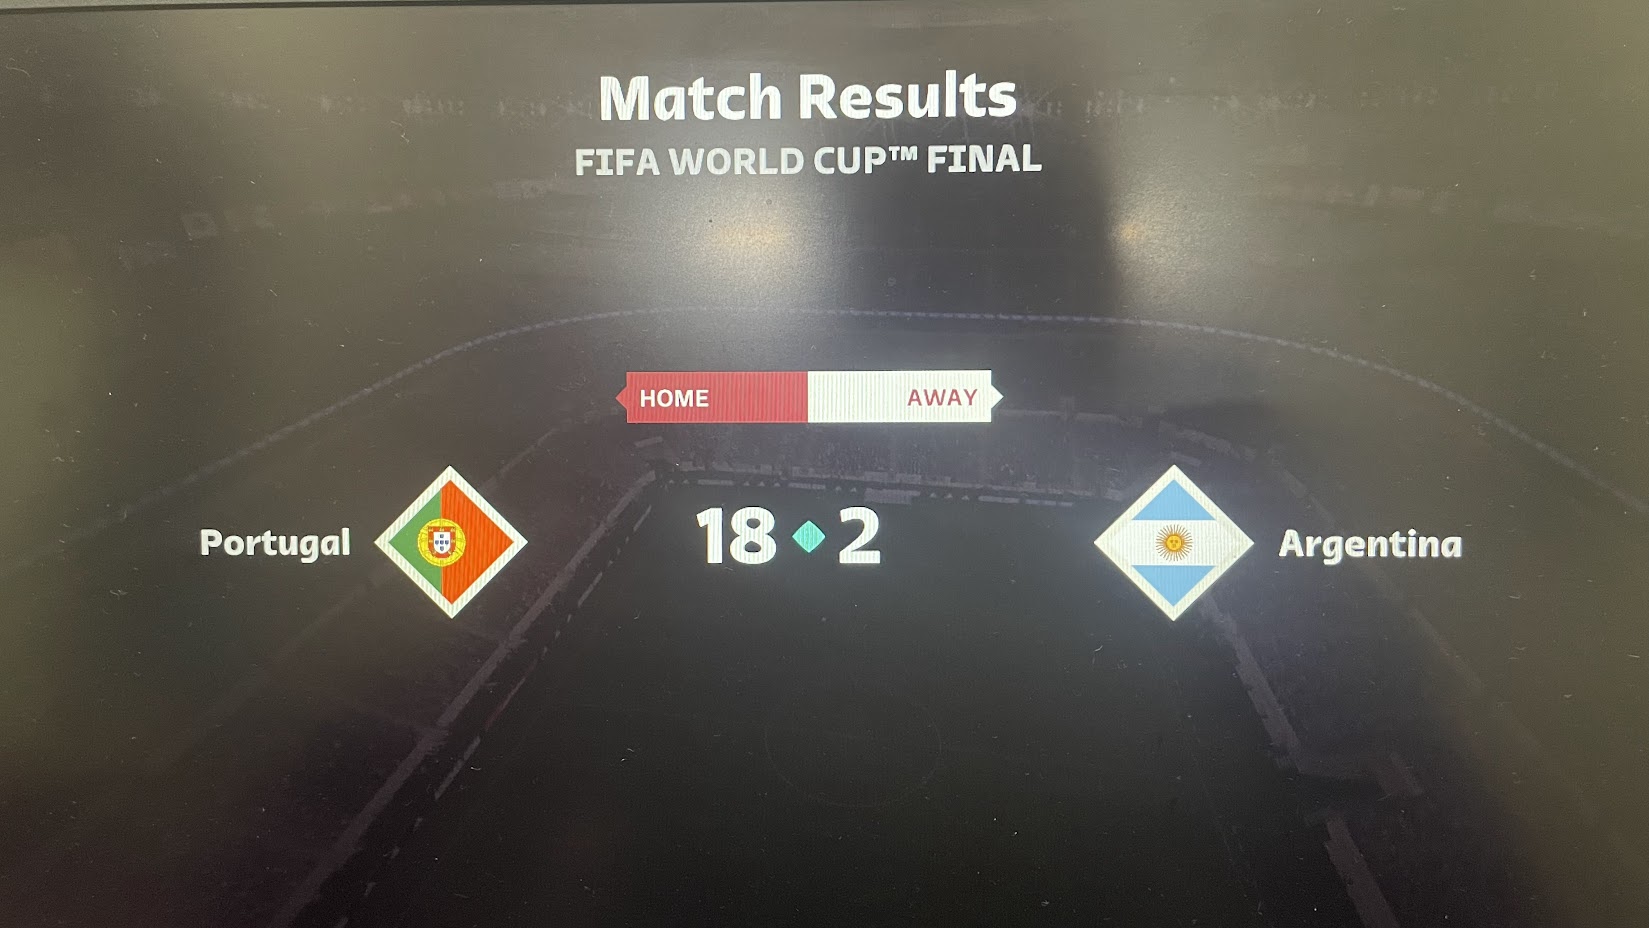 Match Results
FIFA WORLD CUP™ FINAL
HOME AWAY
Portugal 18 2 Argentina